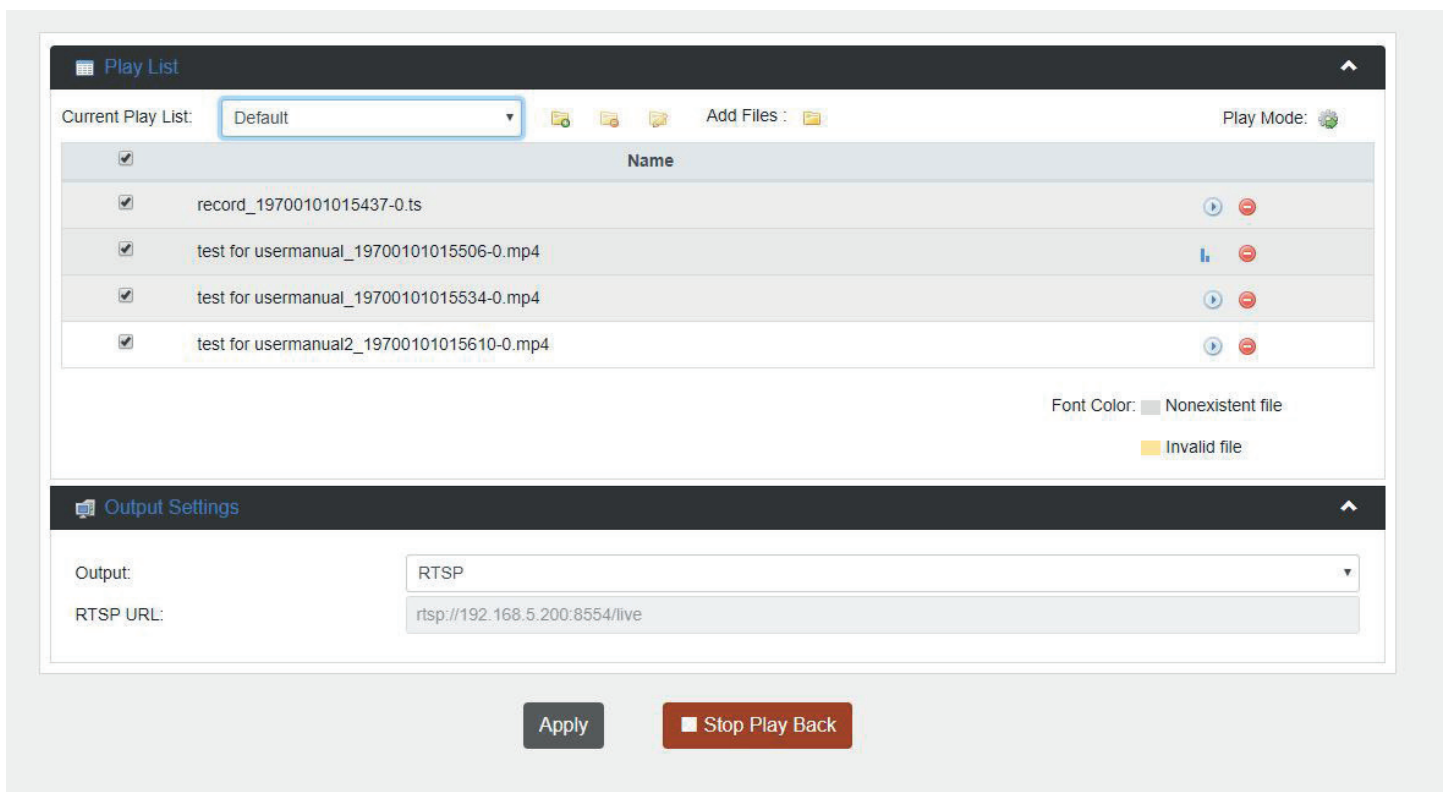 Play List
Current Play List: Default Add Files : Play Mode:
Name
record_19700101015437-0.ts
test for usermanual_19700101015506-0.mp4
test for usermanual_19700101015534-0.mp4
test for usermanual2_19700101015610-0.mp4
Font Color: Nonexistent file
Invalid file
Output Settings
Output: RTSP
RTSP URL: rtsp://192.168.5.200:8554/live
Apply Stop Play Back